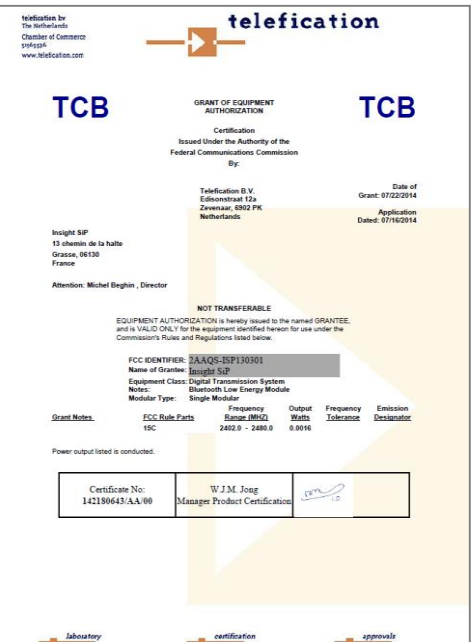 telefication bv
The Netherlands
Chamber of Commerce
51565536
www.telefication.com
telefication
TCB
TCB
GRANT OF EQUIPMENT
AUTHORIZATION
Certification
Issued Under the Authority of the
Federal Communications Commission
By:
Telefication B.V.
Edisonstraat 12a
Zevenaar, 6902 PK
Netherlands
Date of
Grant: 07/22/2014
Application
Dated: 07/16/2014
Insight SiP
13 chemin de la halte
Grasse, 06130
France
Attention: Michel Beghin , Director
NOT TRANSFERABLE
EQUIPMENT AUTHORIZATION is hereby issued to the named GRANTEE,
and is VALID ONLY for the equipment identified hereon for use under the
Commission's Rules and Regulations listed below.
FCC IDENTIFIER: 2AAQS-ISP130301
Name of Grantee: Insight SiP
Equipment Class: Digital Transmission System
Notes: Bluetooth Low Energy Module
Modular Type: Single Modular
Grant Notes FCC Rule Parts Frequency Range (MHZ) Output Watts Frequency Tolerance Emission Designator
15C 2402.0 - 2480.0 0.0016
Power output listed is conducted.
Certificate No:
142180643/AA/00
W.J.M. Jong
Manager Product Certification
laboratory
certification
approvals